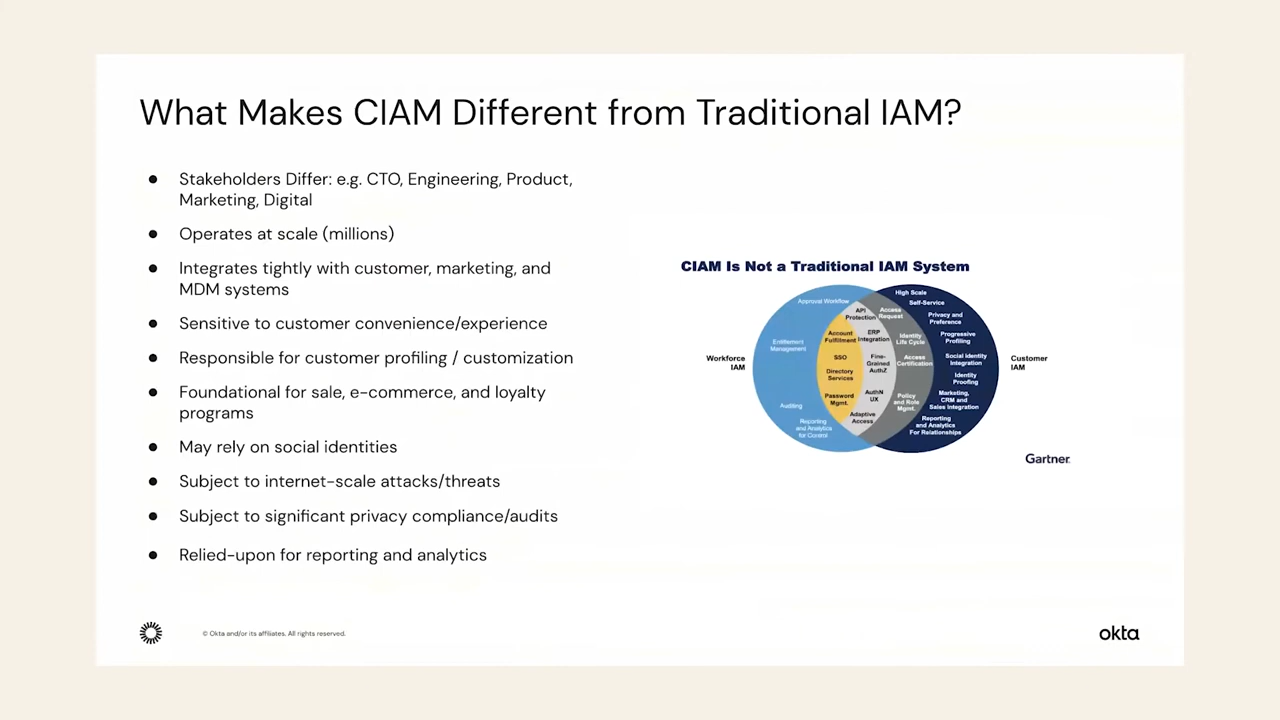 What Makes CIAM Different from Traditional IAM?
● Stakeholders Differ: e.g. CTO, Engineering, Product,
Marketing, Digital
● Operates at scale (millions)
● Integrates tightly with customer, marketing, and
MDM systems
● Sensitive to customer convenience/experience
● Responsible for customer profiling / customization
● Foundational for sale, e-commerce, and loyalty
programs
● May rely on social identities
● Subject to internet-scale attacks/threats
● Subject to significant privacy compliance/audits
● Relied-upon for reporting and analytics
CIAM Is Not a Traditional IAM System
Workforce
IAM
Approval Workflow
Entitlement
Management
Auditing
Reporting
and Analytics
for Control
Account
Fulfillment
SSO
Directory
Services
Password
Mgmt.
API
Protection
ERP
Integration
Fine-
Grained
AuthZ
AuthN
UX
Adaptive
Access
Access
Request
Identity
Life Cycle
Access
Certification
Policy
and Role
Mgmt.
High Scale
Self-Service
Privacy and
Preference
Progressive
Profiling
Social Identity
Integration
Identity
Proofing
Marketing,
CRM and
Sales Integration
Reporting
and Analytics
For Relationships
Customer
IAM
Gartner
© Okta and/or its affiliates. All rights reserved.
okta